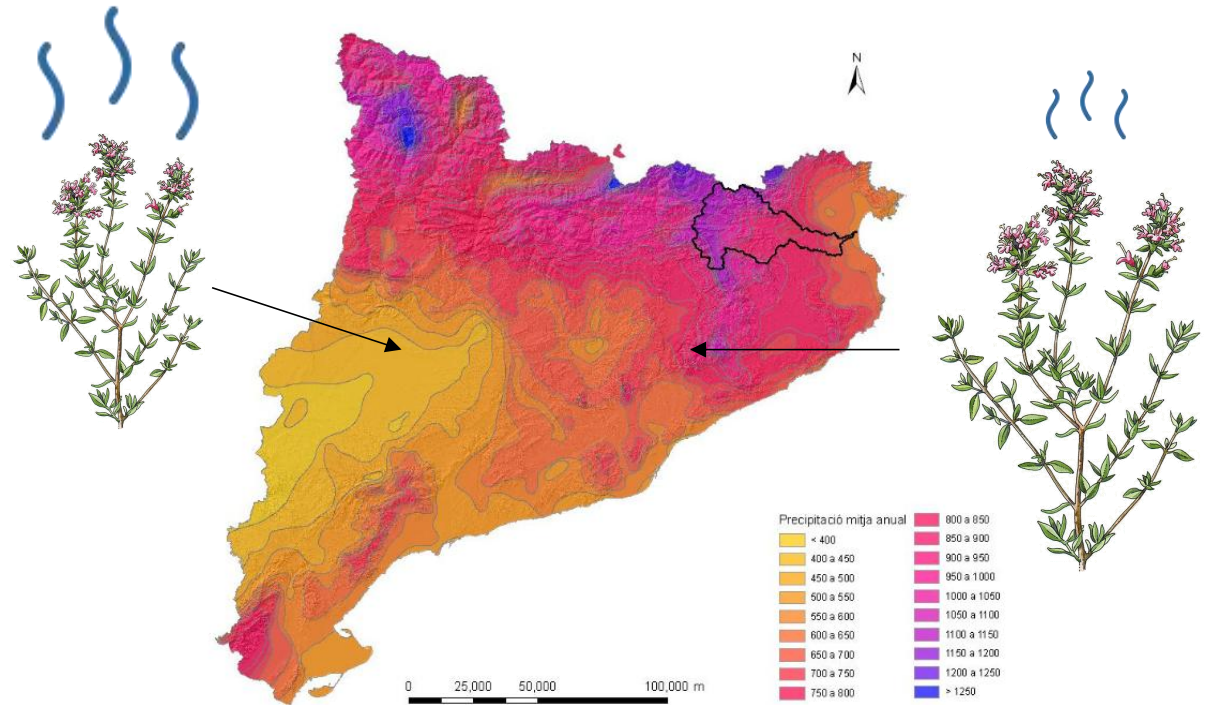 N
Precipitació mitja anual
< 400
400 a 450
450 a 500
500 a 550
550 a 600
600 a 650
650 a 700
700 a 750
750 a 800
800 a 850
850 a 900
900 a 950
950 a 1000
1000 a 1050
1050 a 1100
1100 a 1150
1150 a 1200
1200 a 1250
> 1250
0 25,000 50,000 100,000 m